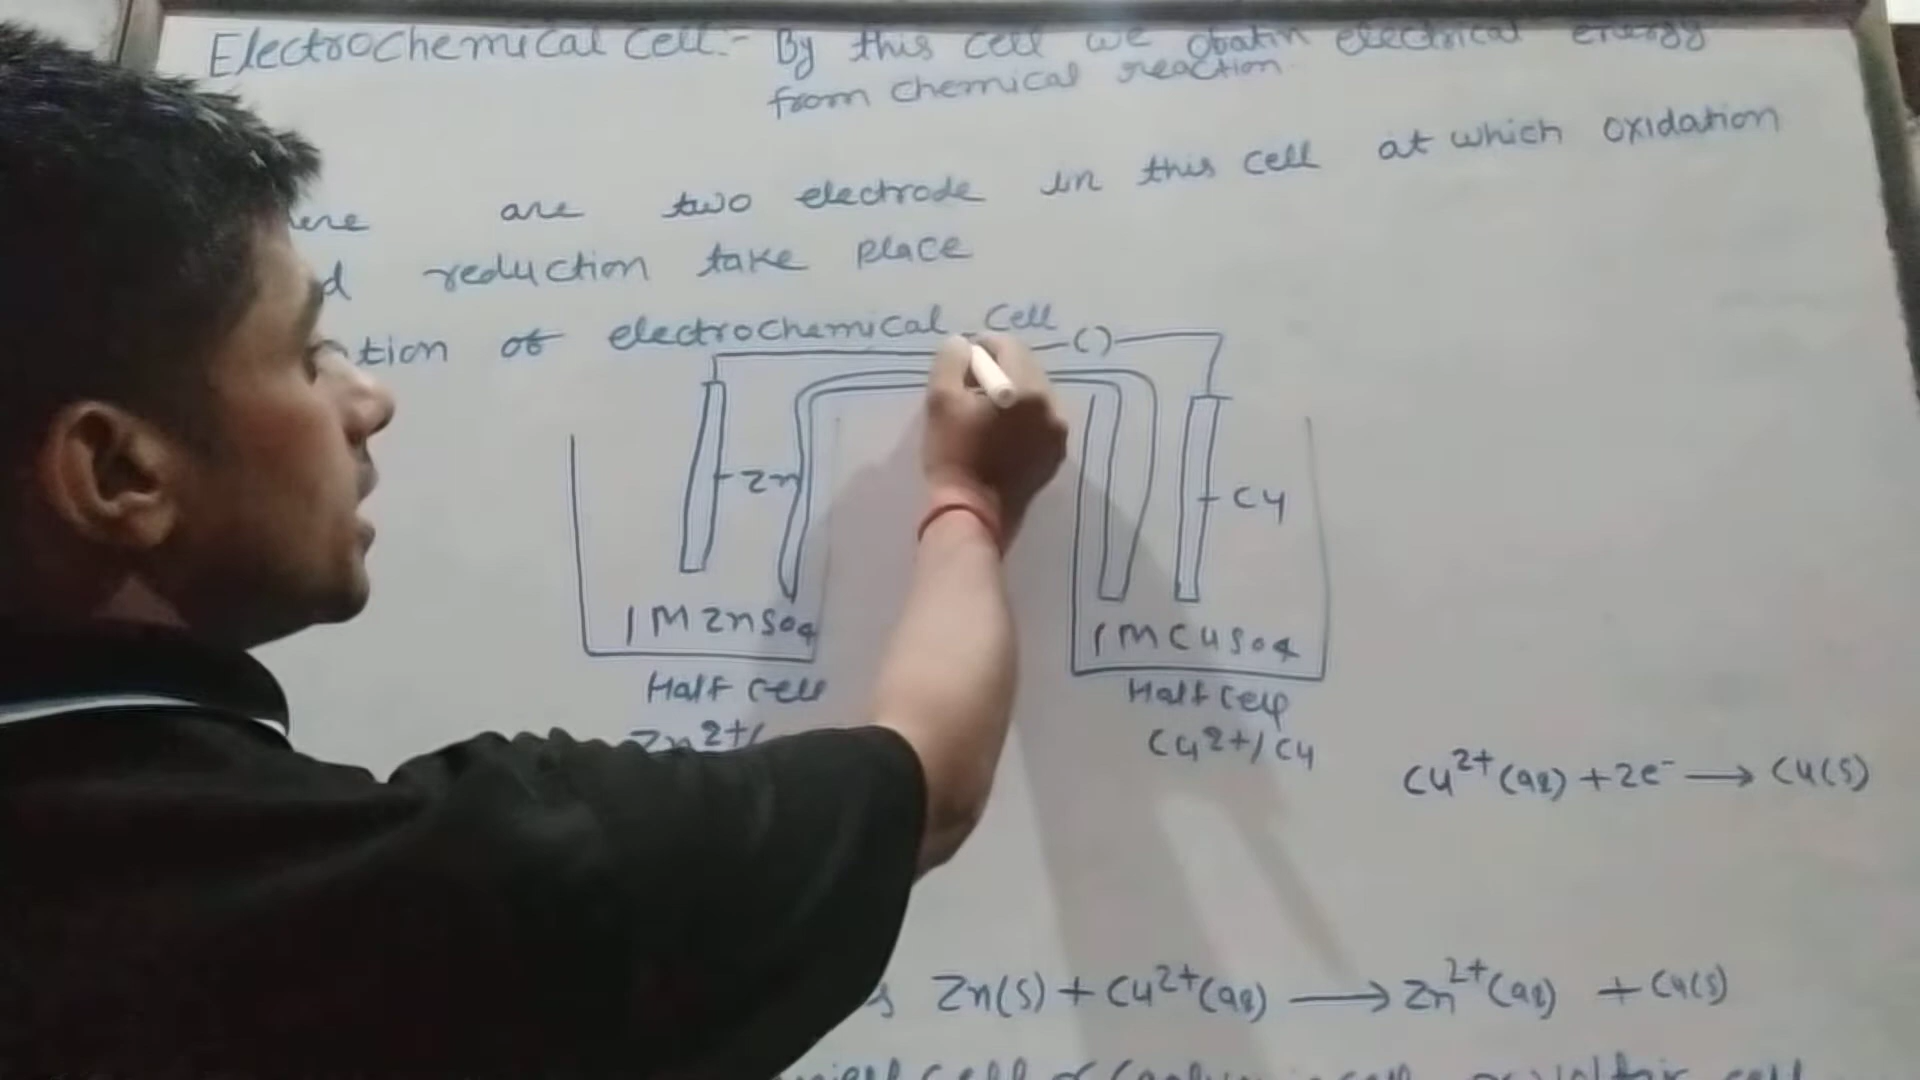 Electrochemical Cell:- By this cell we obatin electrical energy
from chemical reaction
are two electrode in this cell at which oxidation
reduction take place
of electrochemical cell
Zn
Cu
1M ZnSO4
1M CuSO4
Half Cell
Half Cell
Zn2+/
Cu2+/Cu
Cu2+(aq) + 2e- → Cu(s)
Zn(s) + Cu2+(aq) → Zn2+(aq) + Cu(s)